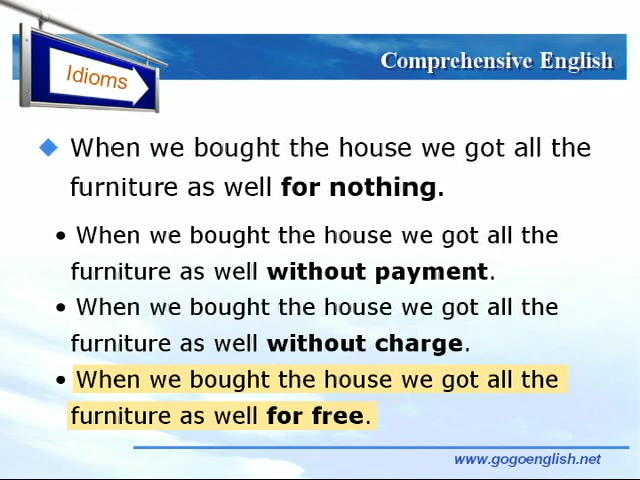 Idioms
Comprehensive English
When we bought the house we got all the
furniture as well for nothing.
• When we bought the house we got all the
furniture as well without payment.
• When we bought the house we got all the
furniture as well without charge.
• When we bought the house we got all the
furniture as well for free.
www.gogoenglish.net